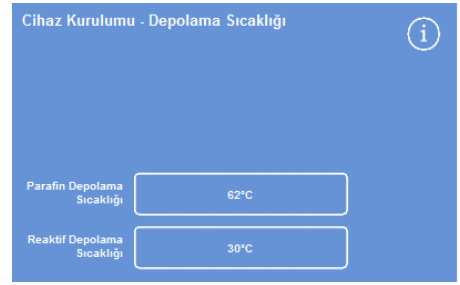 Cihaz Kurulumu - Depolama Sıcaklığı
i
Parafin Depolama
Sıcaklığı
62°C
Reaktif Depolama
Sıcaklığı
30°C